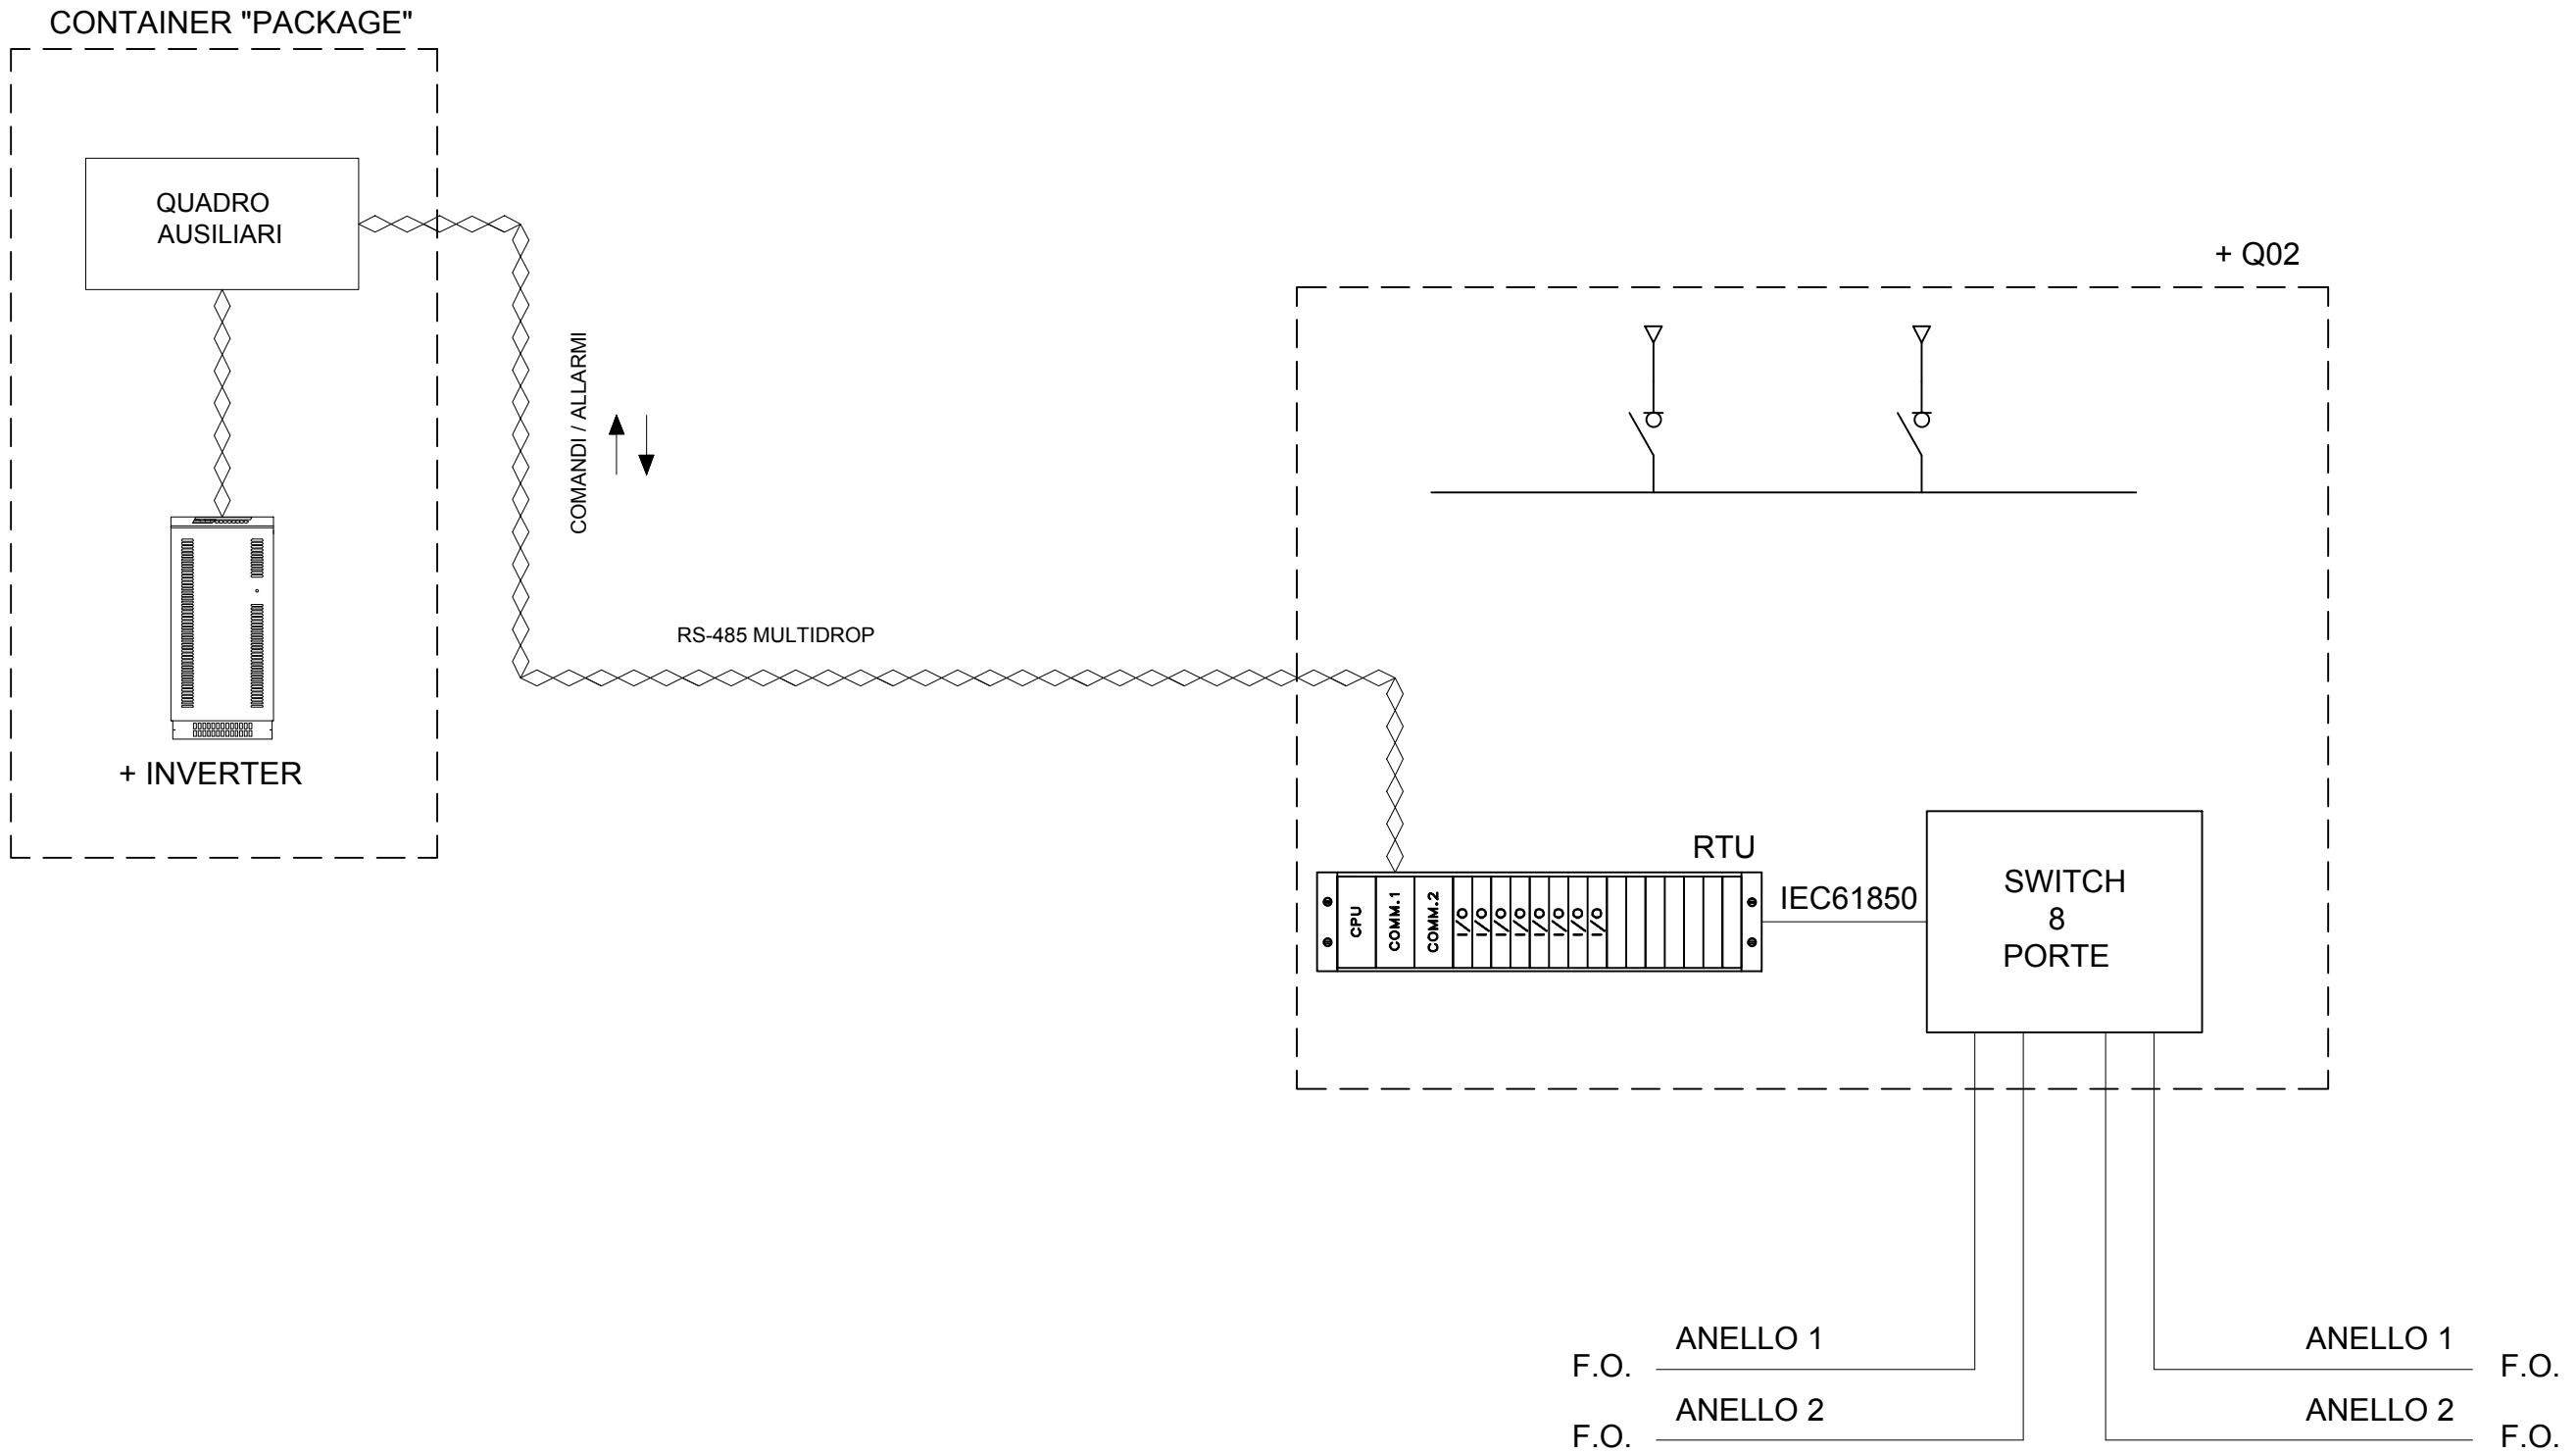 CONTAINER "PACKAGE"
QUADRO
AUSILIARI
+ INVERTER
COMANDI / ALLARMI
RS-485 MULTIDROP
+ Q02
RTU
CPU
COMM.1
COMM.2
I/O
I/O
I/O
I/O
I/O
I/O
I/O
I/O
IEC61850
SWITCH
8
PORTE
ANELLO 1
F.O.
ANELLO 2
F.O.
ANELLO 1
F.O.
ANELLO 2
F.O.